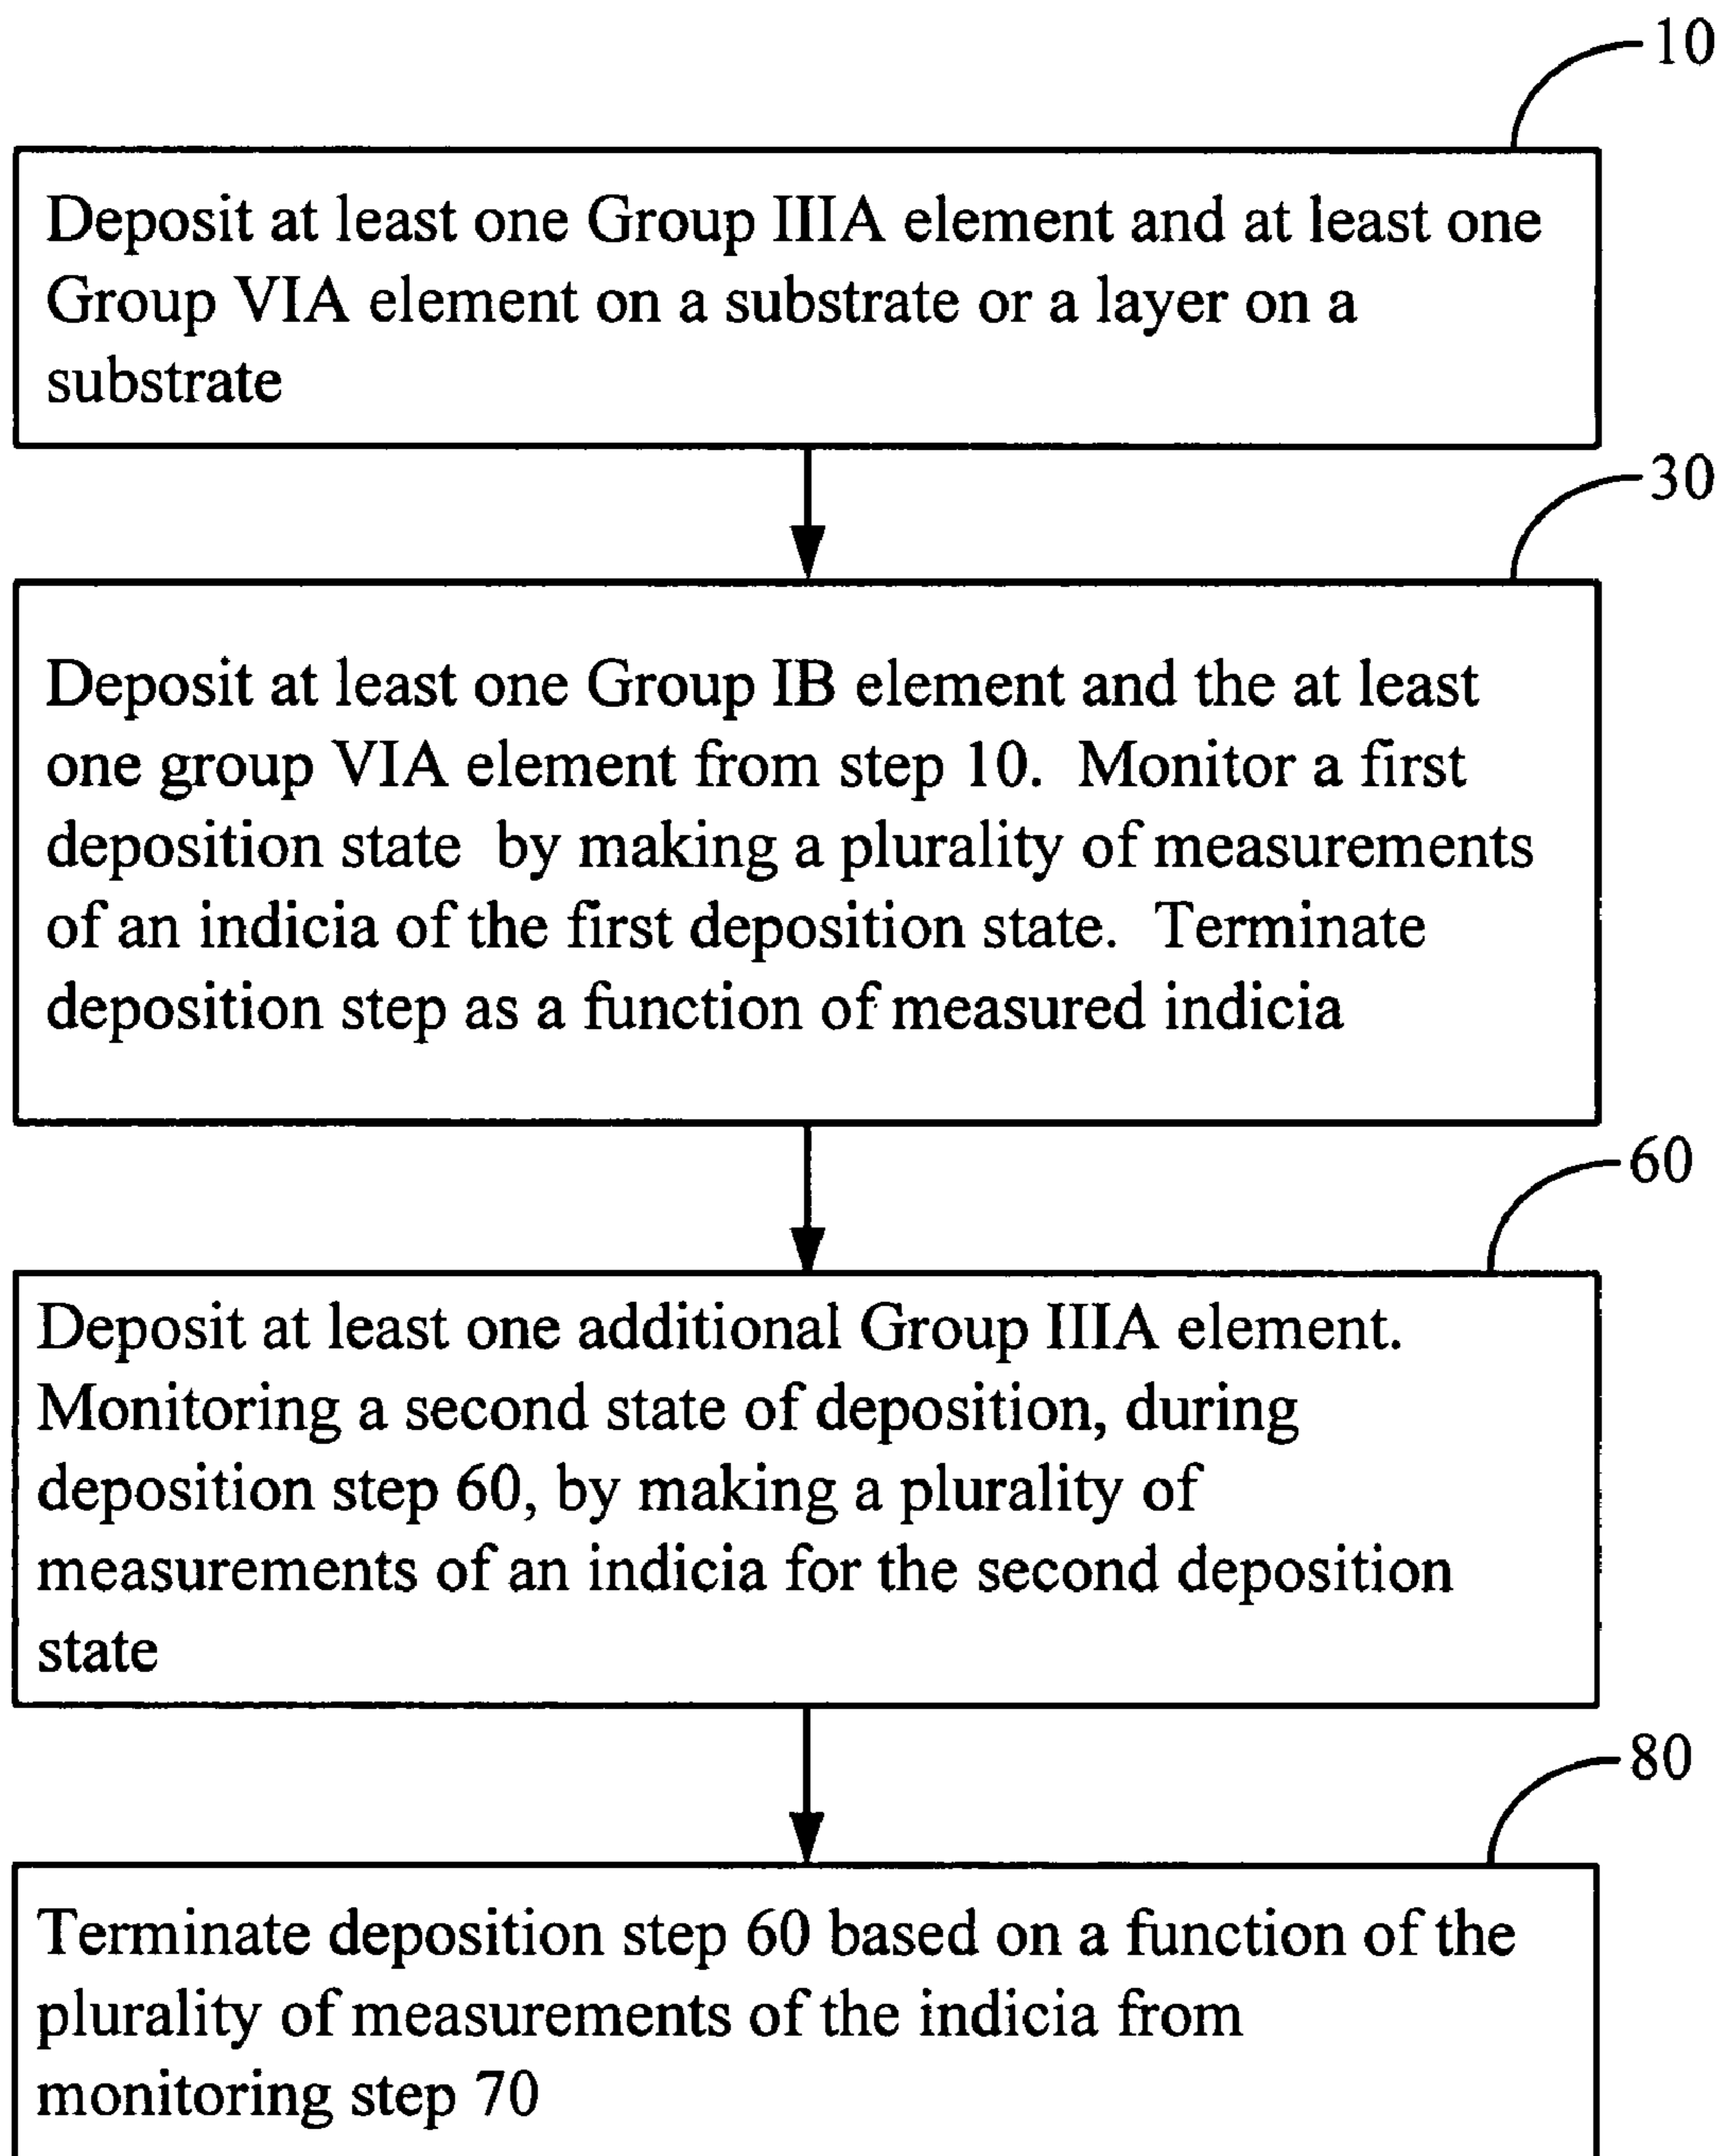 10
Deposit at least one Group IIIA element and at least one
Group VIA element on a substrate or a layer on a
substrate
30
Deposit at least one Group IB element and the at least
one group VIA element from step 10. Monitor a first
deposition state by making a plurality of measurements
of an indicia of the first deposition state. Terminate
deposition step as a function of measured indicia
60
Deposit at least one additional Group IIIA element.
Monitoring a second state of deposition, during
deposition step 60, by making a plurality of
measurements of an indicia for the second deposition
state
80
Terminate deposition step 60 based on a function of the
plurality of measurements of the indicia from
monitoring step 70